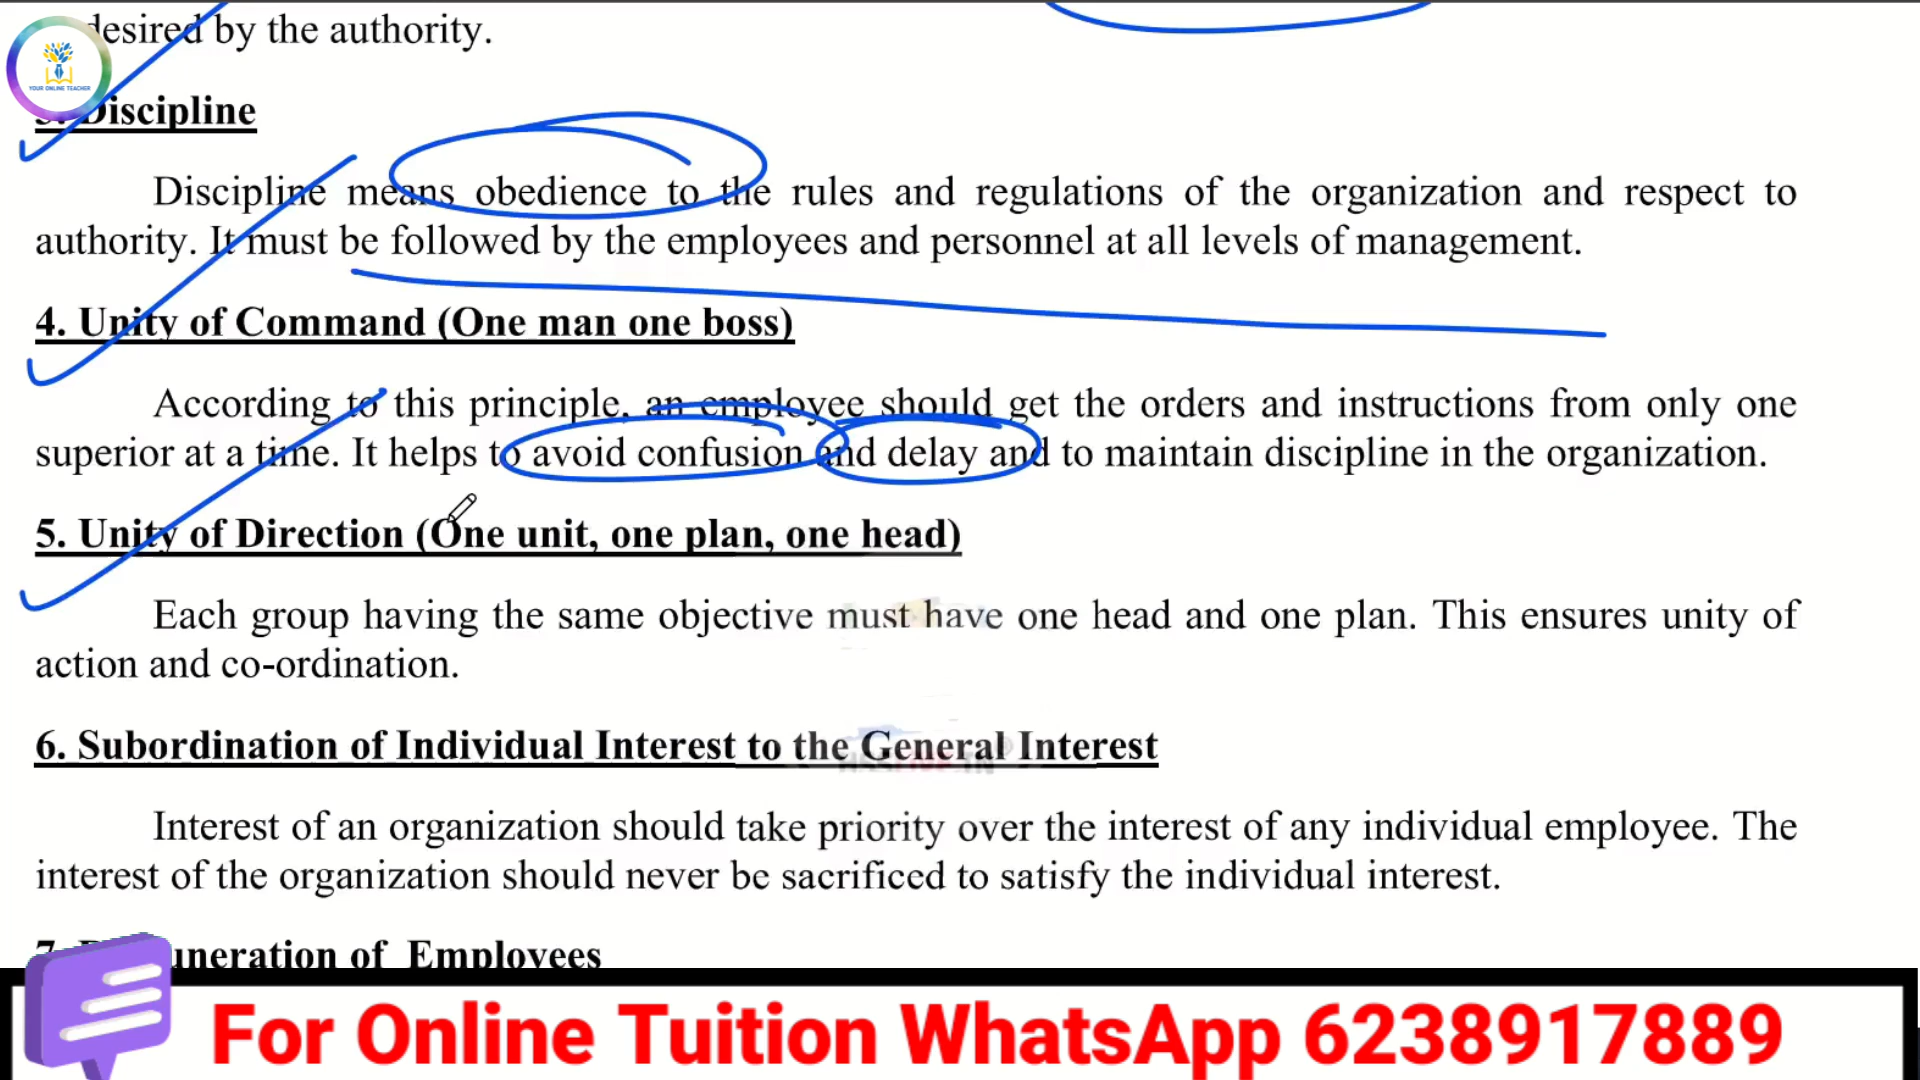 desired by the authority.
YOUR ONLINE TEACHER
3. Discipline
Discipline means obedience to the rules and regulations of the organization and respect to
authority. It must be followed by the employees and personnel at all levels of management.
4. Unity of Command (One man one boss)
According to this principle, an employee should get the orders and instructions from only one
superior at a time. It helps to avoid confusion and delay and to maintain discipline in the organization.
5. Unity of Direction (One unit, one plan, one head)
Each group having the same objective must have one head and one plan. This ensures unity of
action and co-ordination.
6. Subordination of Individual Interest to the General Interest
Interest of an organization should take priority over the interest of any individual employee. The
interest of the organization should never be sacrificed to satisfy the individual interest.
7. Remuneration of Employees
For Online Tuition WhatsApp 6238917889